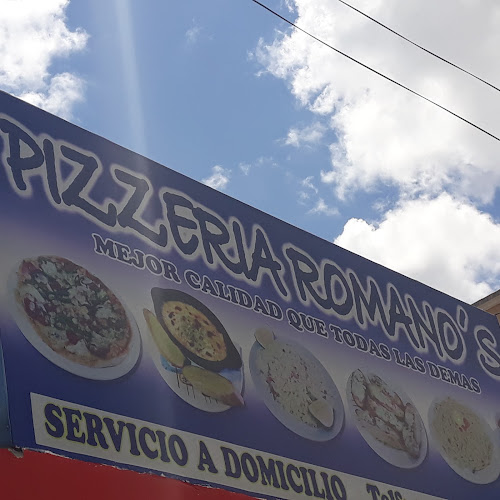 PIZZERIA ROMANO'S
MEJOR CALIDAD QUE TODAS LAS DEMAS
SERVICIO A DOMICILIO